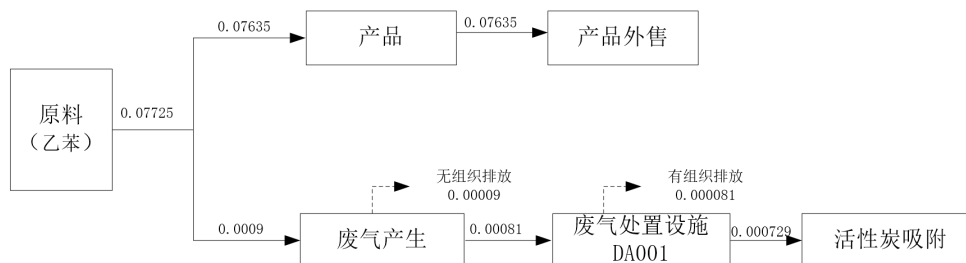 0.07635
产品
0.07635
产品外售
原料
（乙苯）
0.07725
无组织排放
0.00009
有组织排放
0.000081
0.0009
废气产生
0.00081
废气处置设施
DA001
0.000729
活性炭吸附